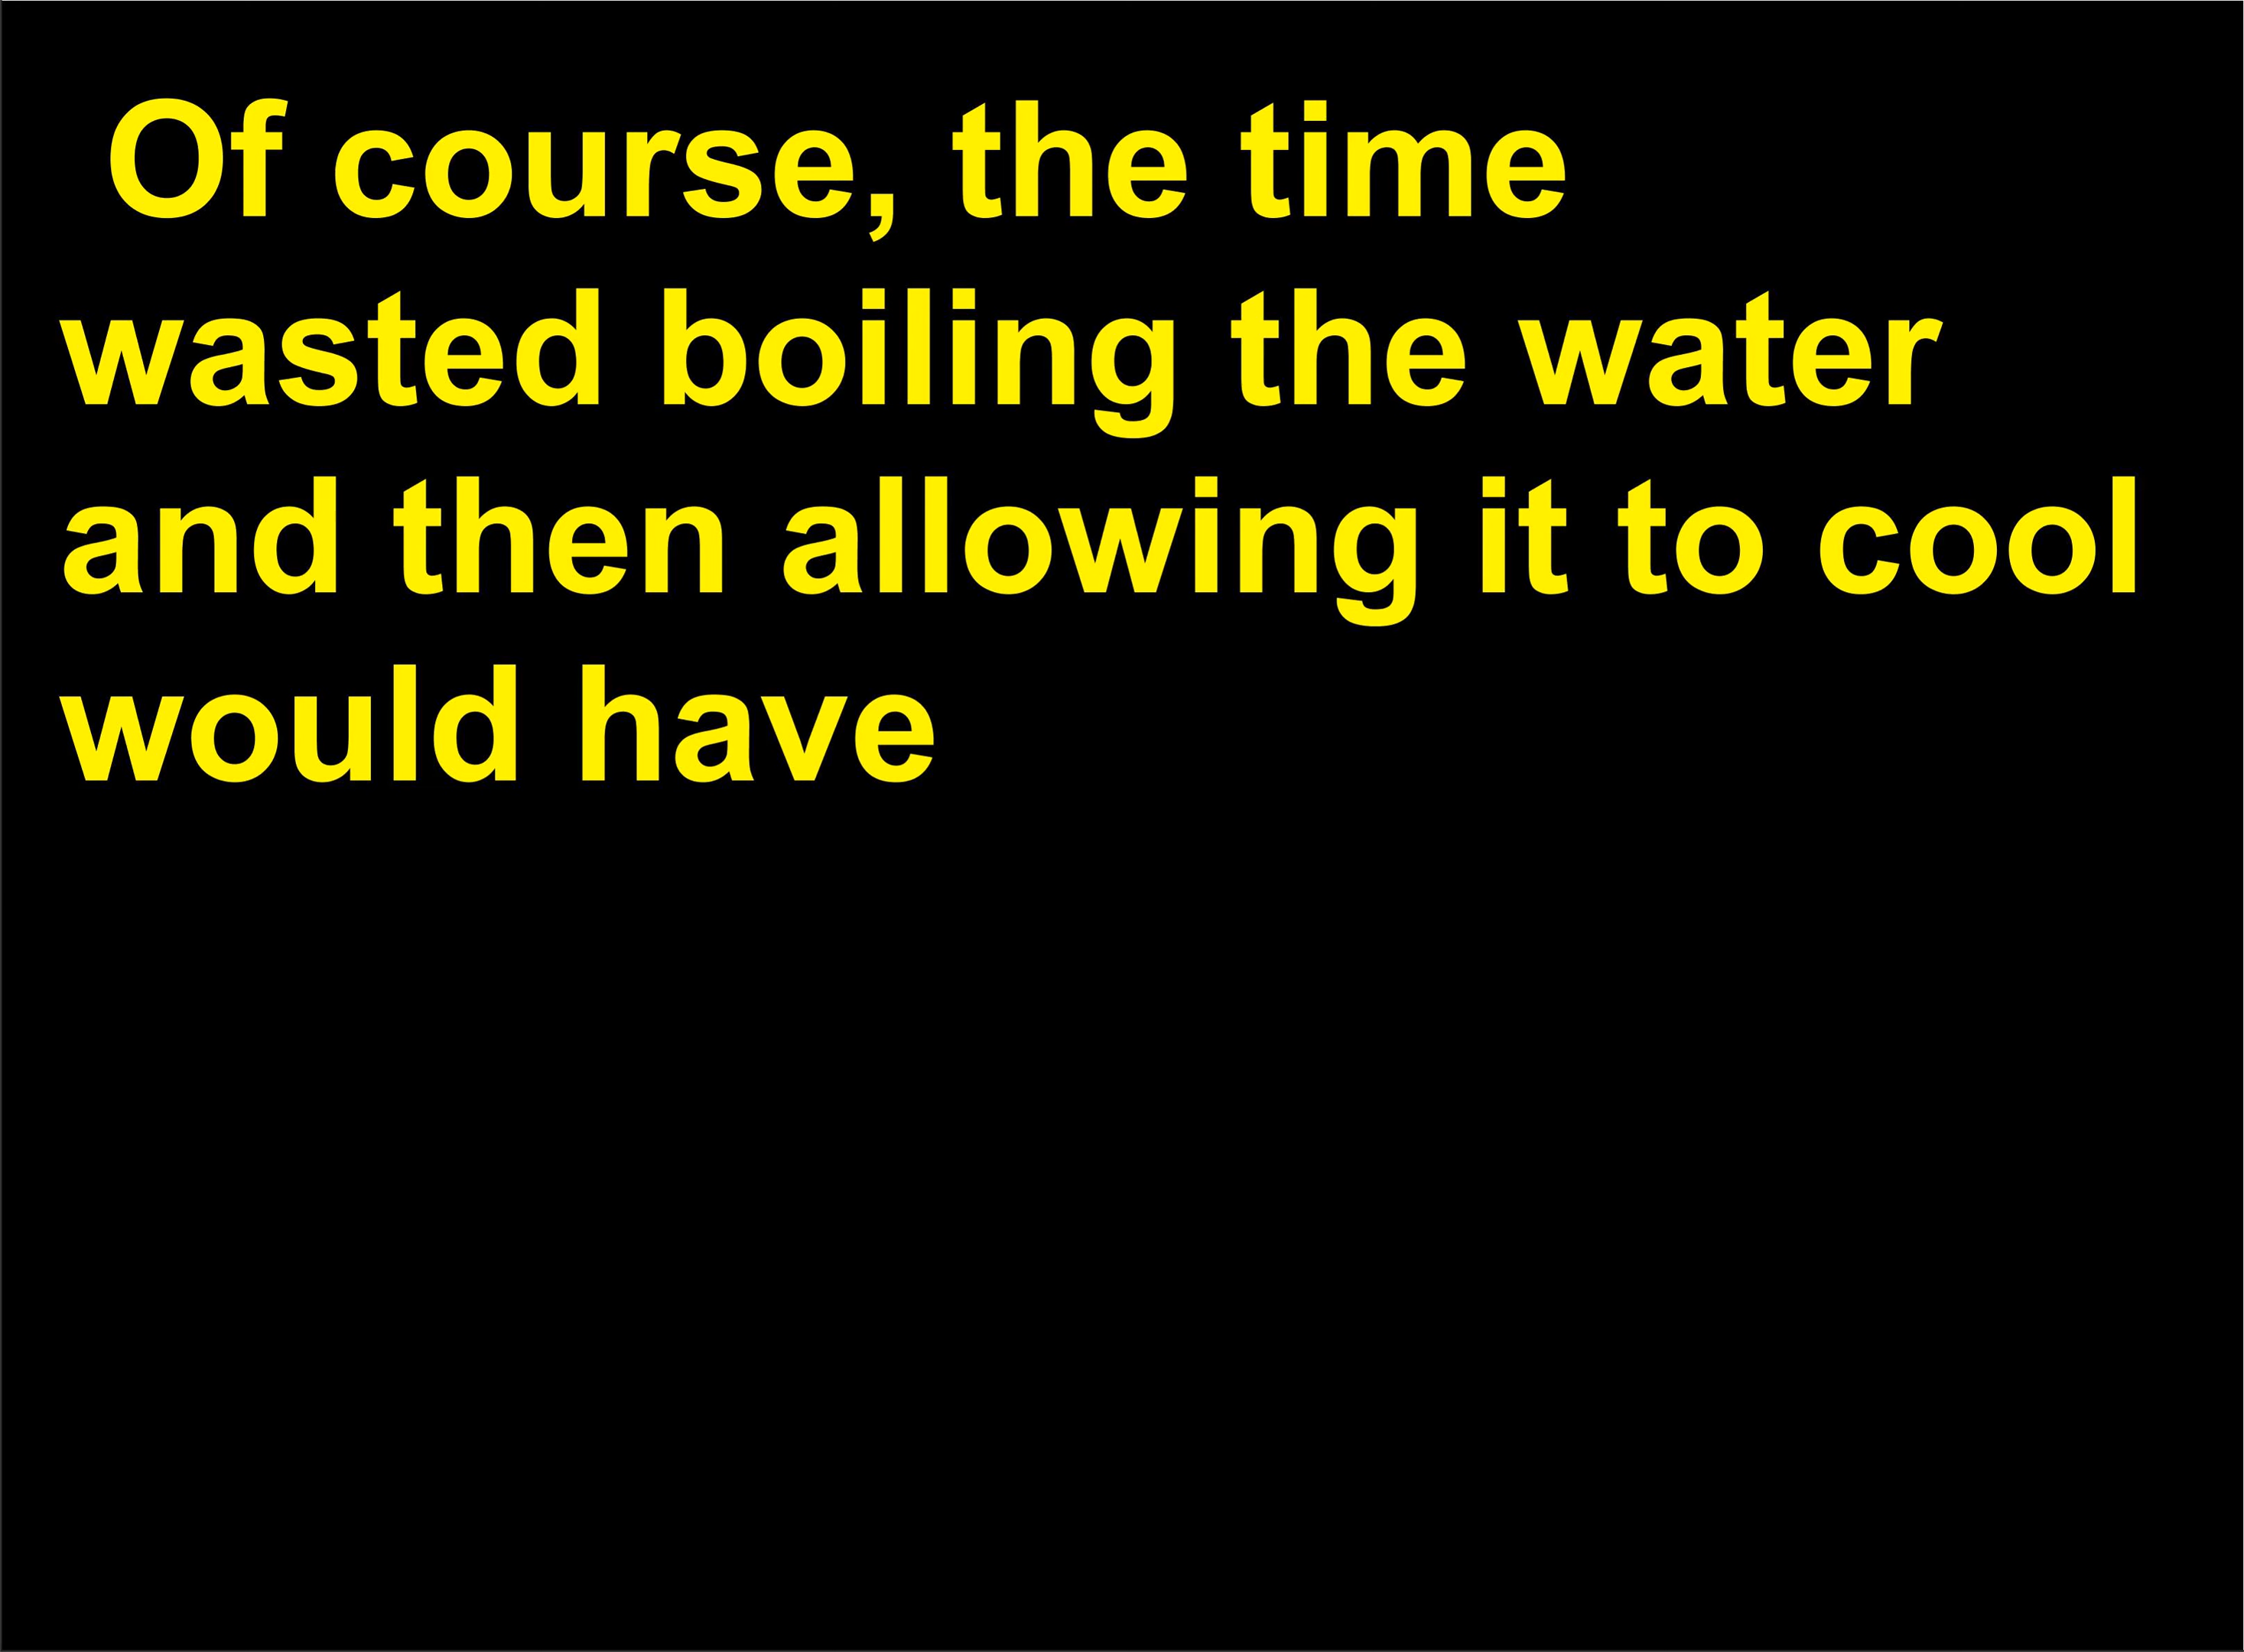 Of course, the time
wasted boiling the water
and then allowing it to cool
would have